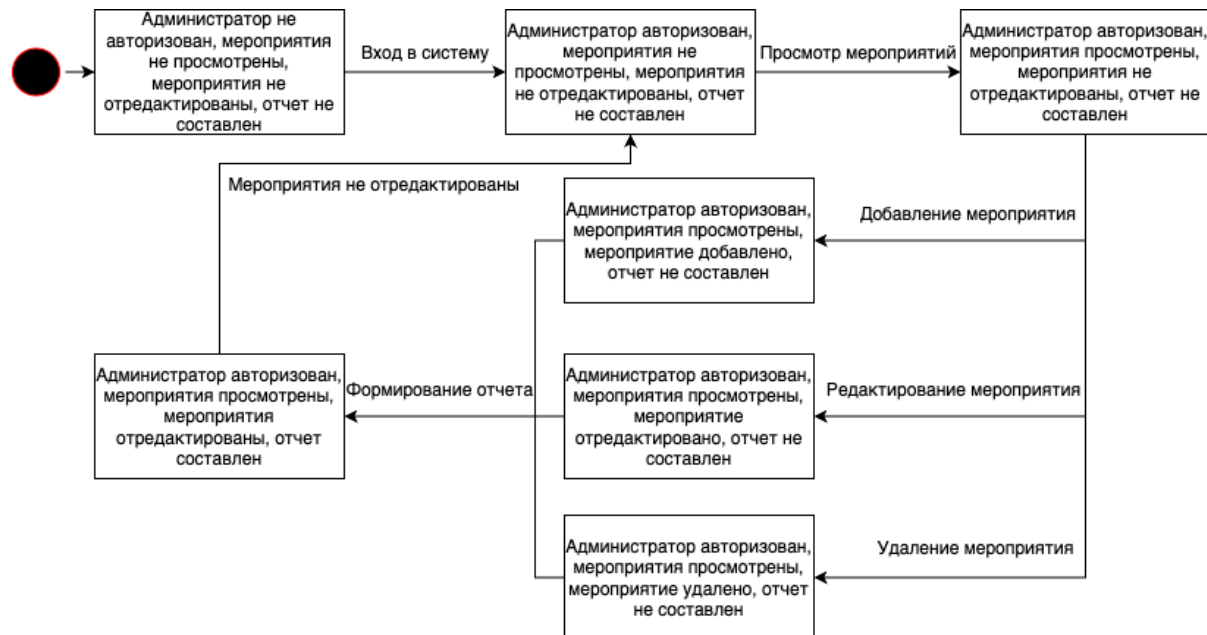 Администратор не
авторизован, мероприятия
не просмотрены,
мероприятия не
отредактированы, отчет не
составлен
Вход в систему
Администратор авторизован,
мероприятия не
просмотрены, мероприятия
не отредактированы, отчет
не составлен
Просмотр мероприятий
Администратор авторизован,
мероприятия просмотрены,
мероприятия не
отредактированы, отчет не
составлен
Мероприятия не отредактированы
Администратор авторизован,
мероприятия просмотрены,
мероприятие добавлено,
отчет не составлен
Добавление мероприятия
Администратор авторизован,
мероприятия просмотрены,
мероприятия
отредактированы, отчет
составлен
Формирование отчета
Администратор авторизован,
мероприятия просмотрены,
мероприятие
отредактировано, отчет не
составлен
Редактирование мероприятия
Администратор авторизован,
мероприятия просмотрены,
мероприятие удалено, отчет
не составлен
Удаление мероприятия